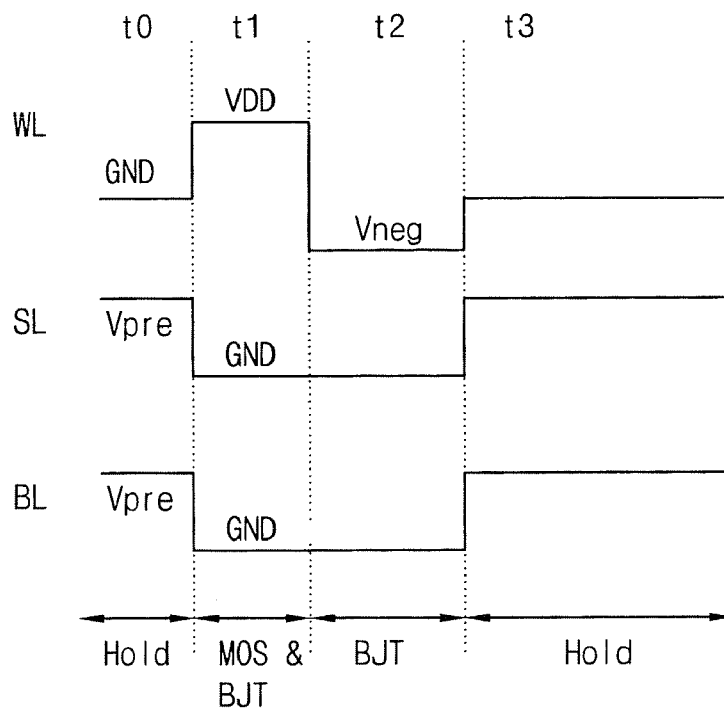 t0 t1 t2 t3
VDD
WL
GND
Vneg
SL
Vpre
GND
BL
Vpre
GND
Hold MOS & BJT Hold
BJT